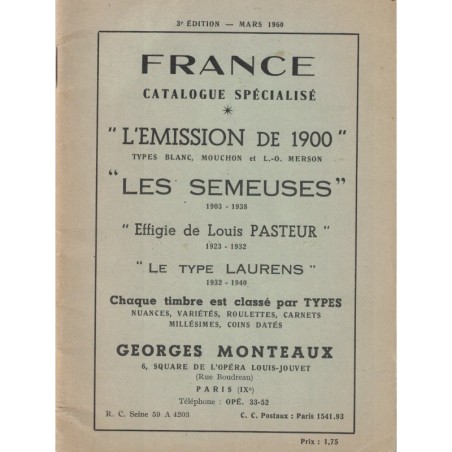 3e ÉDITION — MARS 1960
FRANCE
CATALOGUE SPÉCIALISÉ
*
" L'EMISSION DE 1900 "
TYPES BLANC, MOUCHON et L.-O. MERSON
"LES SEMEUSES"
1903 - 1938
" Effigie de Louis PASTEUR "
1923 - 1932
" LE TYPE LAURENS "
1932 - 1940
Chaque timbre est classé par TYPES
NUANCES, VARIÉTÉS, ROULETTES, CARNETS
MILLÉSIMES, COINS DATÉS
GEORGES MONTEAUX
6, SQUARE DE L'OPÉRA LOUIS-JOUVET
(Rue Boudreau)
PARIS (IXe)
Téléphone : OPÉ. 33-52
R. C. Seine 59 A 4203 C. C. Postaux : Paris 1541.93
Prix : 1,75